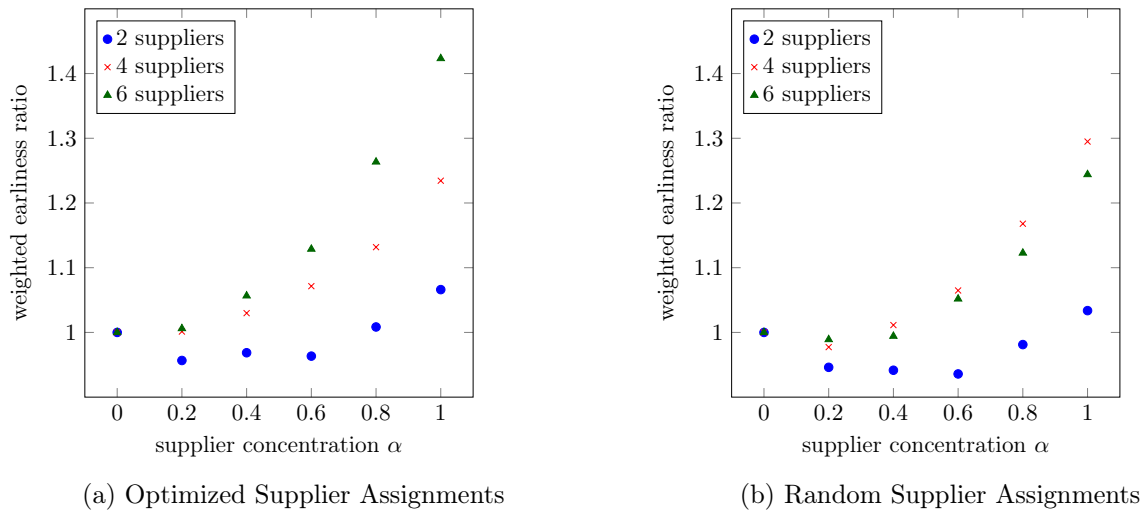 2 suppliers
4 suppliers
6 suppliers
1.4
1.3
1.2
1.1
1
weighted earliness ratio
0 0.2 0.4 0.6 0.8 1
supplier concentration α
(a) Optimized Supplier Assignments
2 suppliers
4 suppliers
6 suppliers
1.4
1.3
1.2
1.1
1
weighted earliness ratio
0 0.2 0.4 0.6 0.8 1
supplier concentration α
(b) Random Supplier Assignments